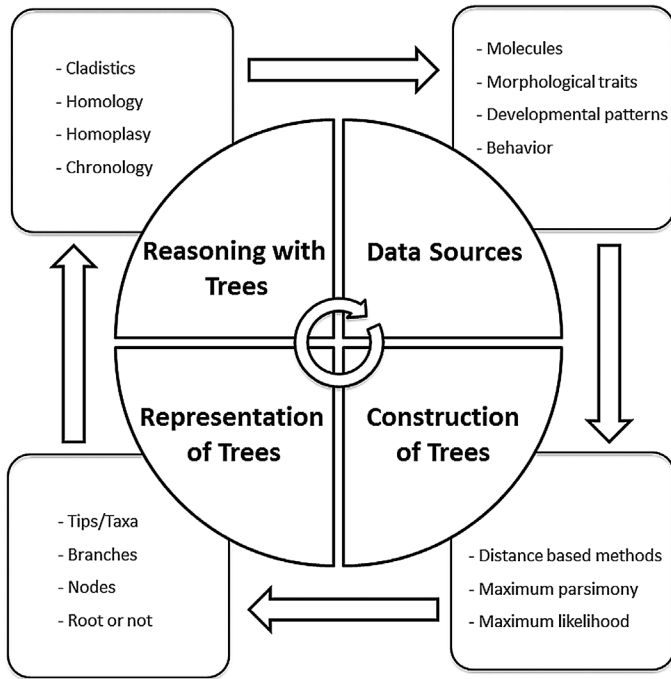 - Cladistics
- Homology
- Homoplasy
- Chronology
- Molecules
- Morphological traits
- Developmental patterns
- Behavior
Reasoning with
Trees
Data Sources
Representation
of Trees
Construction
of Trees
- Tips/Taxa
- Branches
- Nodes
- Root or not
- Distance based methods
- Maximum parsimony
- Maximum likelihood